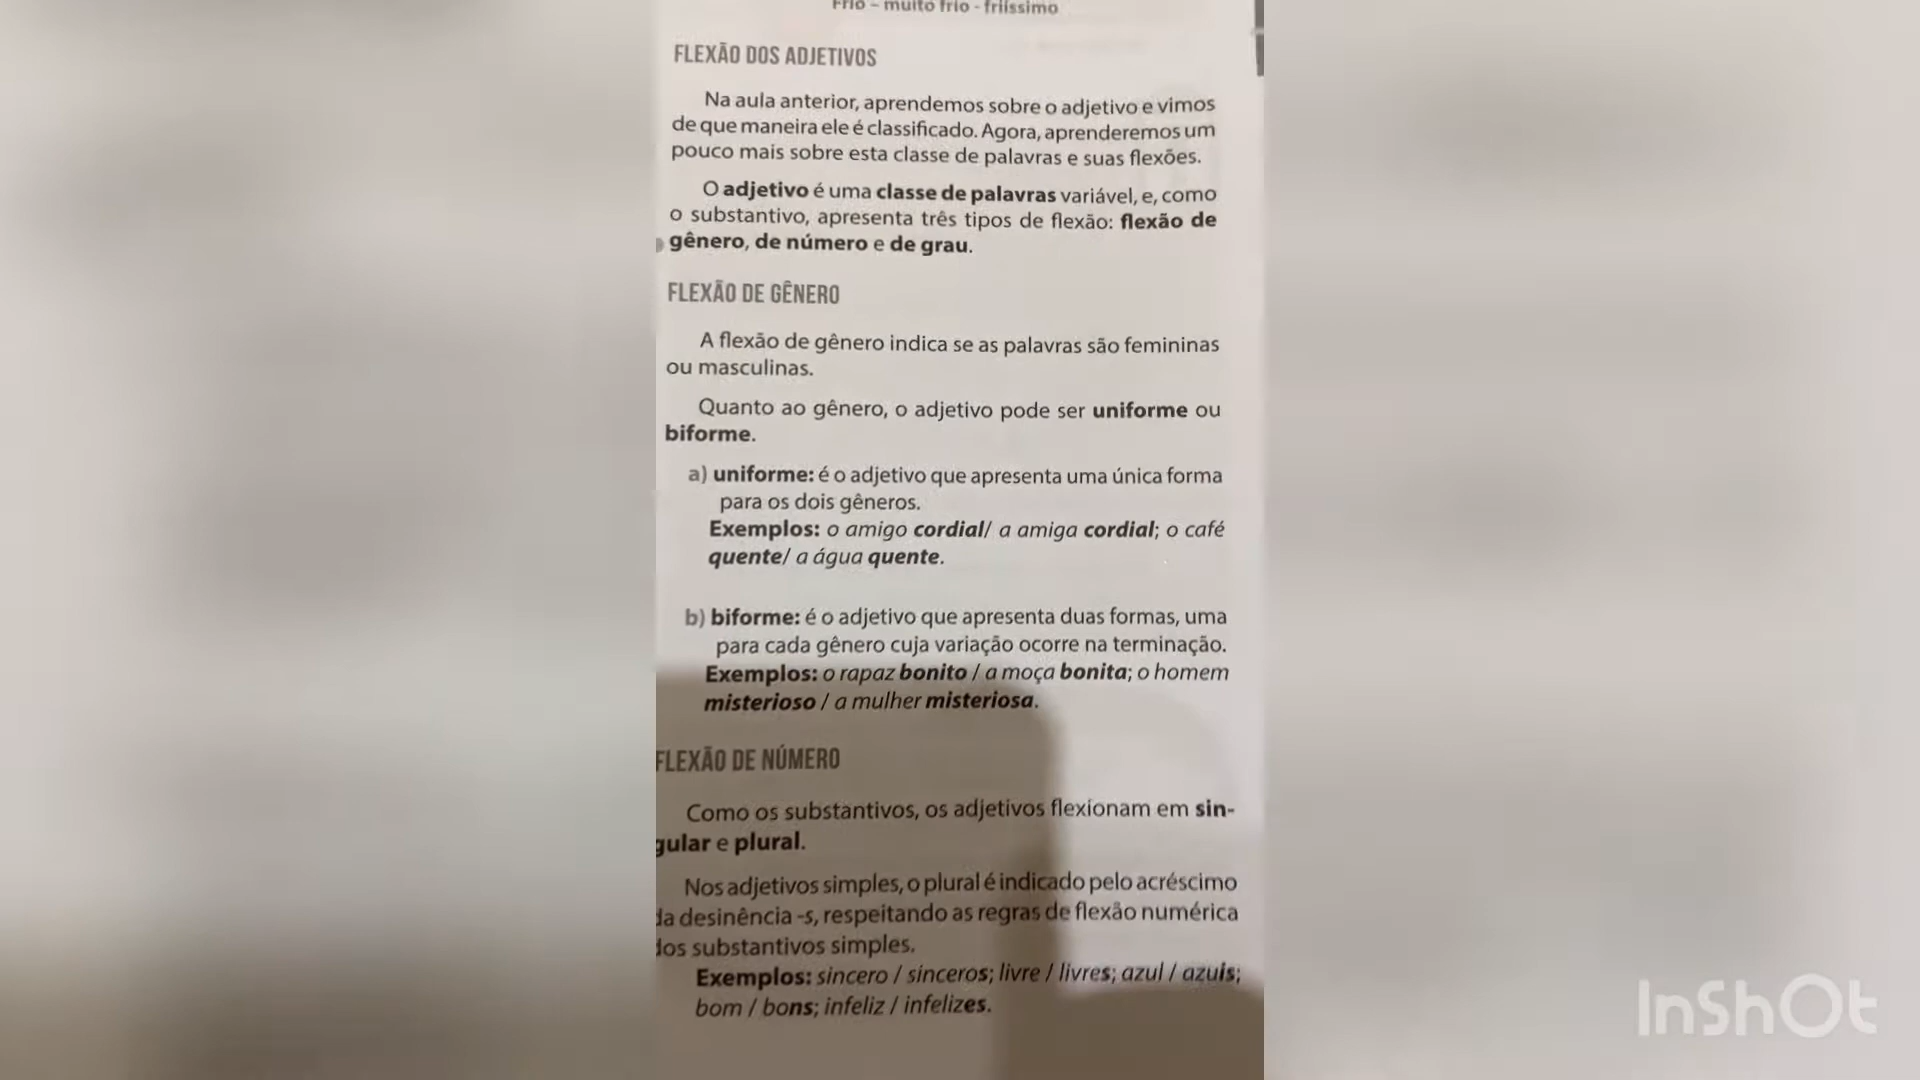 Frio – muito frio - friíssimo
FLEXÃO DOS ADJETIVOS
Na aula anterior, aprendemos sobre o adjetivo e vimos
de que maneira ele é classificado. Agora, aprenderemos um
pouco mais sobre esta classe de palavras e suas flexões.
O adjetivo é uma classe de palavras variável, e, como
o substantivo, apresenta três tipos de flexão: flexão de
gênero, de número e de grau.
FLEXÃO DE GÊNERO
A flexão de gênero indica se as palavras são femininas
ou masculinas.
Quanto ao gênero, o adjetivo pode ser uniforme ou
biforme.
a) uniforme: é o adjetivo que apresenta uma única forma
para os dois gêneros.
Exemplos: o amigo cordial/ a amiga cordial; o café
quente/ a água quente.
b) biforme: é o adjetivo que apresenta duas formas, uma
para cada gênero cuja variação ocorre na terminação.
Exemplos: o rapaz bonito / a moça bonita; o homem
misterioso / a mulher misteriosa.
FLEXÃO DE NÚMERO
Como os substantivos, os adjetivos flexionam em sin-
gular e plural.
Nos adjetivos simples, o plural é indicado pelo acréscimo
da desinência -s, respeitando as regras de flexão numérica
dos substantivos simples.
Exemplos: sincero / sinceros; livre / livres; azul / azuis;
bom / bons; infeliz / infelizes.
InShOt